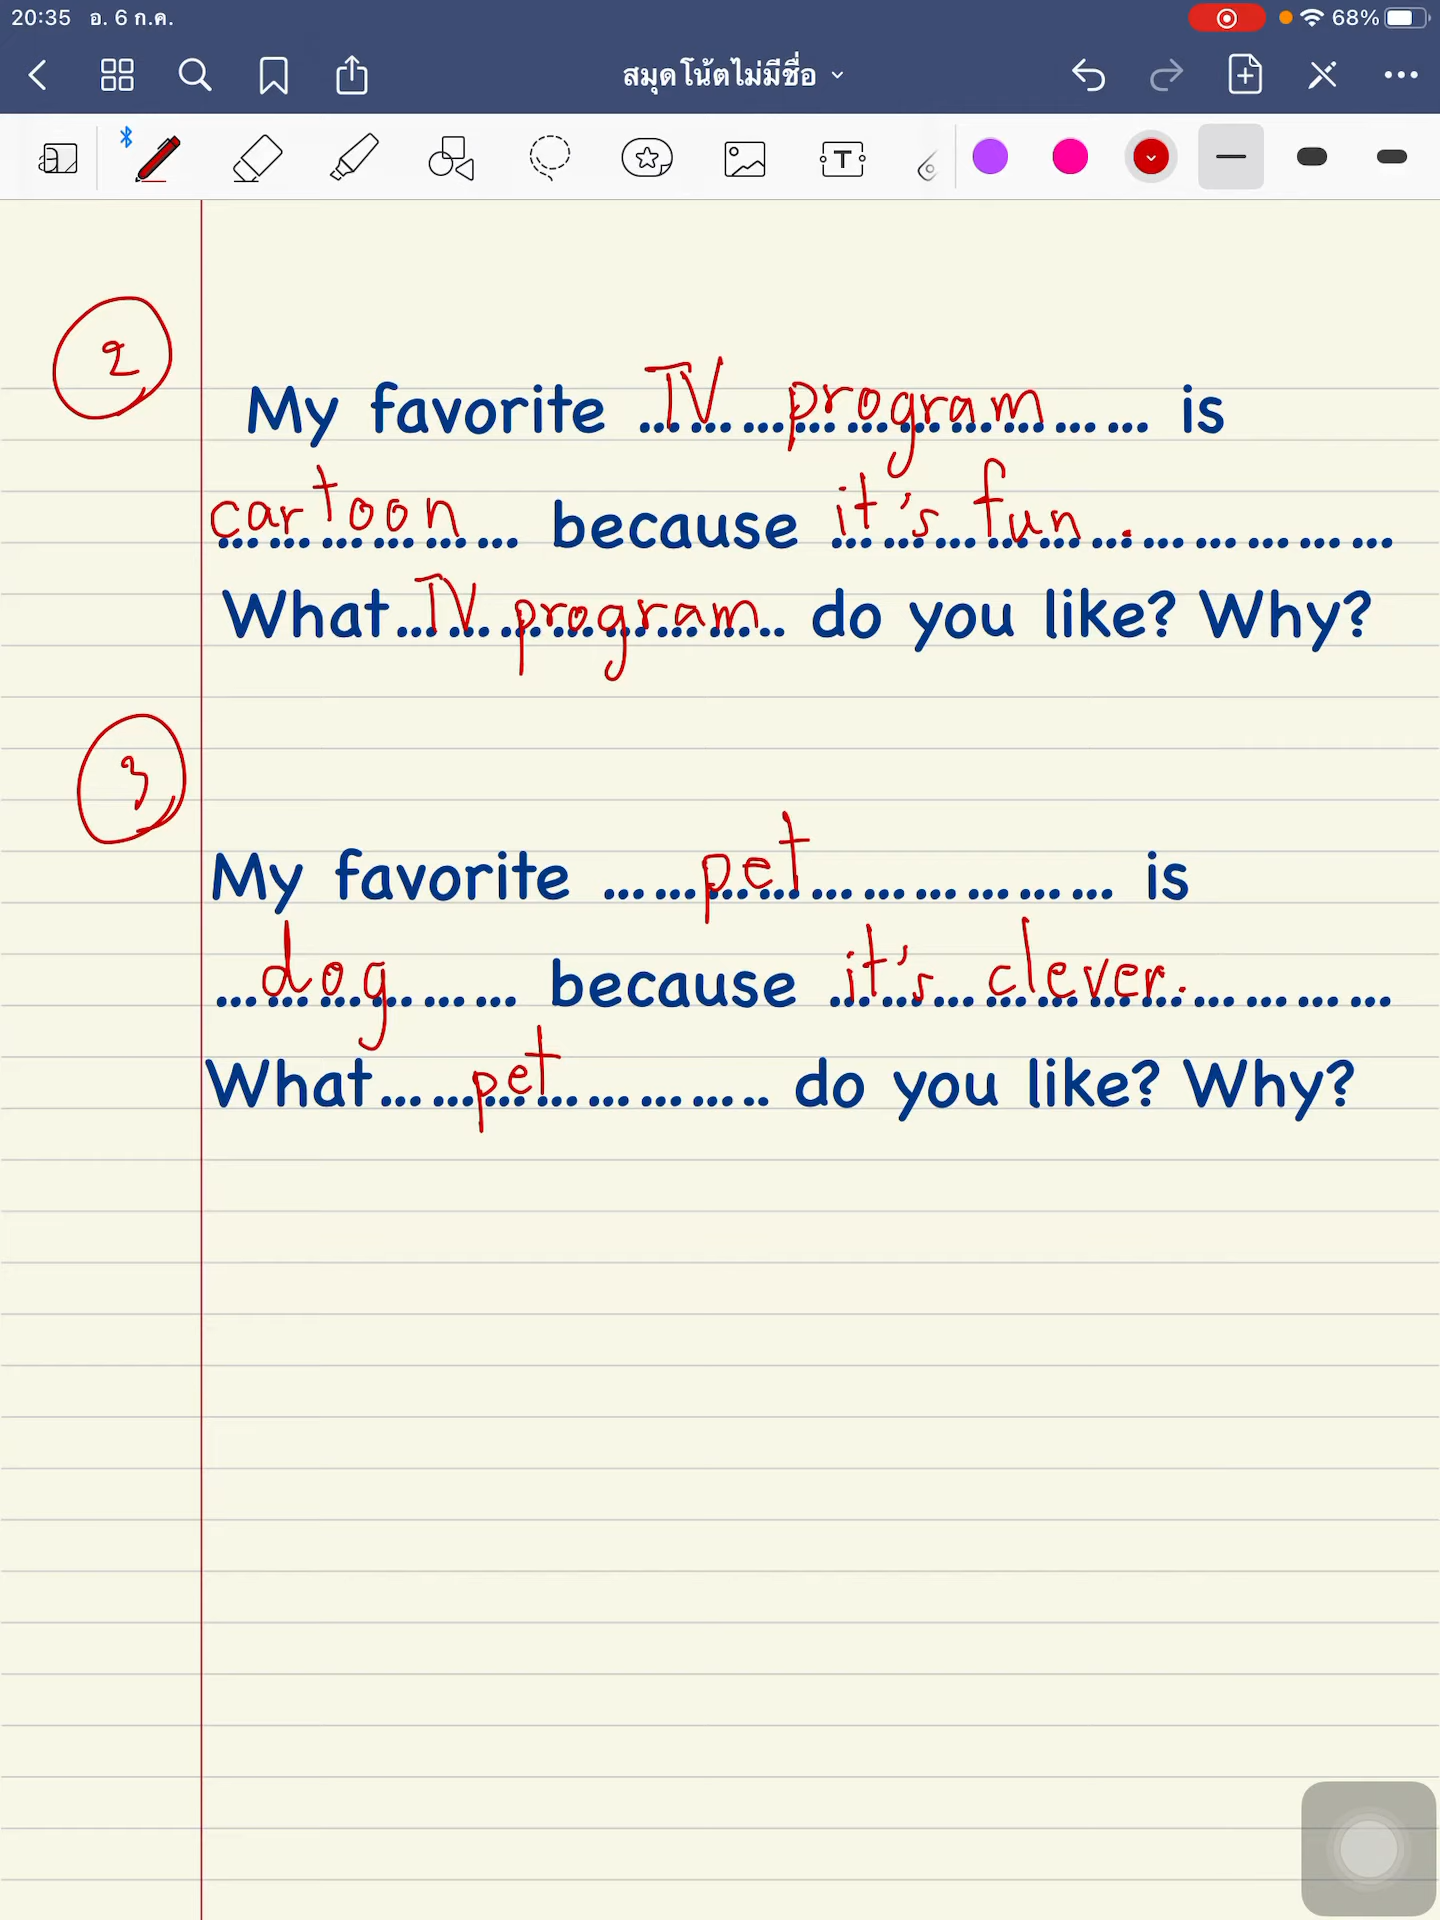 20:35 อ. 6 ก.ค. 68%
สมุดโน้ตไม่มีชื่อ
T
2
My favorite TV program is
cartoon because it's fun.
What TV program do you like? Why?
3
My favorite pet is
dog because it's clever.
What pet do you like? Why?